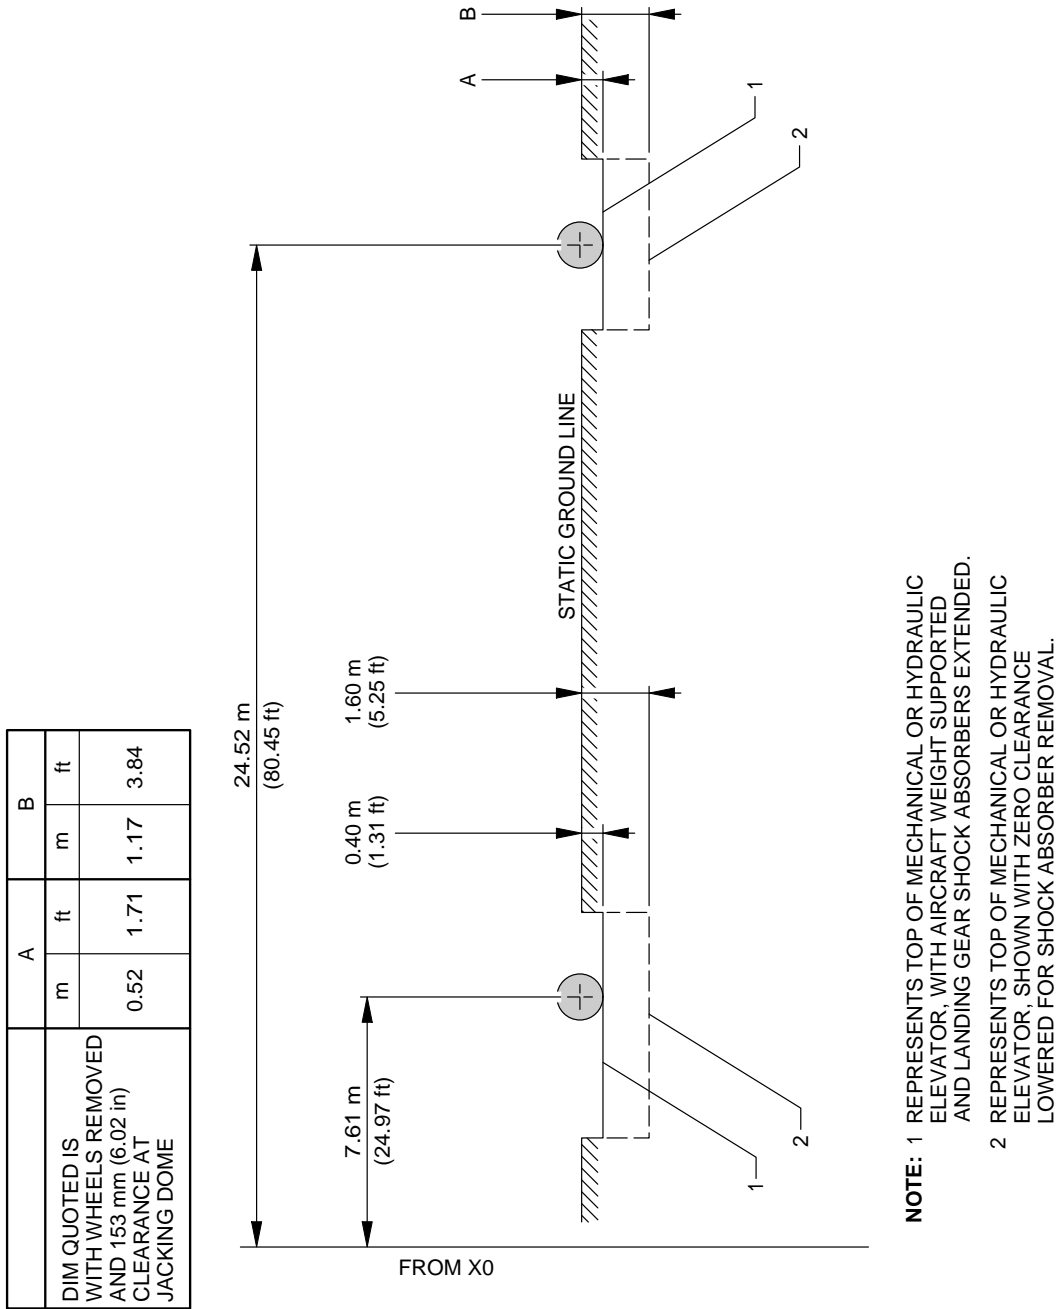 A
B
m
ft
m
ft
DIM QUOTED IS
WITH WHEELS REMOVED
AND 153 mm (6.02 in)
CLEARANCE AT
JACKING DOME
0.52
1.71
1.17
3.84
24.52 m
(80.45 ft)
7.61 m
(24.97 ft)
0.40 m
(1.31 ft)
1.60 m
(5.25 ft)
A
B
FROM X0
STATIC GROUND LINE
1
2
1
2
NOTE: 1 REPRESENTS TOP OF MECHANICAL OR HYDRAULIC
ELEVATOR, WITH AIRCRAFT WEIGHT SUPPORTED
AND LANDING GEAR SHOCK ABSORBERS EXTENDED.
2 REPRESENTS TOP OF MECHANICAL OR HYDRAULIC
ELEVATOR, SHOWN WITH ZERO CLEARANCE
LOWERED FOR SHOCK ABSORBER REMOVAL.